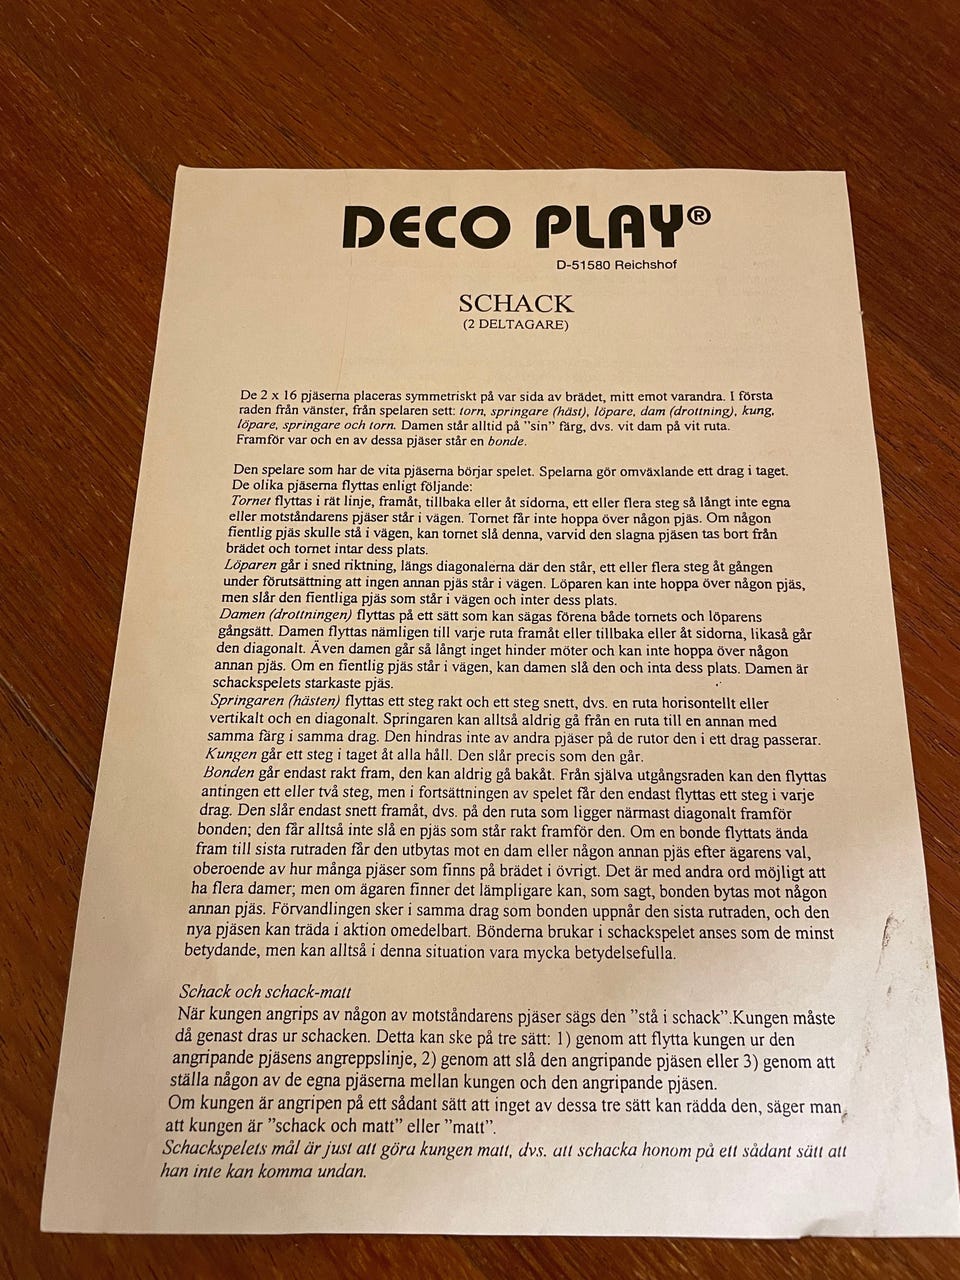 DECO PLAY®
D-51580 Reichshof
SCHACK
(2 DELTAGARE)
De 2 x 16 pjäserna placeras symmetriskt på var sida av brädet, mitt emot varandra. I första
raden från vänster, från spelaren sett: torn, springare (häst), löpare, dam (drottning), kung,
löpare, springare och torn. Damen står alltid på ”sin” färg, dvs. vit dam på vit ruta.
Framför var och en av dessa pjäser står en bonde.
Den spelare som har de vita pjäserna börjar spelet. Spelarna gör omväxlande ett drag i taget.
De olika pjäserna flyttas enligt följande:
Tornet flyttas i rät linje, framåt, tillbaka eller åt sidorna, ett eller flera steg så långt inte egna
eller motståndarens pjäser står i vägen. Tornet får inte hoppa över någon pjäs. Om någon
fientlig pjäs skulle stå i vägen, kan tornet slå denna, varvid den slagna pjäsen tas bort från
brädet och tornet intar dess plats.
Löparen går i sned riktning, längs diagonalerna där den står, ett eller flera steg åt gången
under förutsättning att ingen annan pjäs står i vägen. Löparen kan inte hoppa över någon pjäs,
men slår den fientliga pjäs som står i vägen och inter dess plats.
Damen (drottningen) flyttas på ett sätt som kan sägas förena både tornets och löparens
gångsätt. Damen flyttas nämligen till varje ruta framåt eller tillbaka eller åt sidorna, likaså går
den diagonalt. Även damen går så långt inget hinder möter och kan inte hoppa över någon
annan pjäs. Om en fientlig pjäs står i vägen, kan damen slå den och inta dess plats. Damen är
schackspelets starkaste pjäs.
Springaren (hästen) flyttas ett steg rakt och ett steg snett, dvs. en ruta horisontellt eller
vertikalt och en diagonalt. Springaren kan alltså aldrig gå från en ruta till en annan med
samma färg i samma drag. Den hindras inte av andra pjäser på de rutor den i ett drag passerar.
Kungen går ett steg i taget åt alla håll. Den slår precis som den går.
Bonden går endast rakt fram, den kan aldrig gå bakåt. Från själva utgångsraden kan den flyttas
antingen ett eller två steg, men i fortsättningen av spelet får den endast flyttas ett steg i varje
drag. Den slår endast snett framåt, dvs. på den ruta som ligger närmast diagonalt framför
bonden; den får alltså inte slå en pjäs som står rakt framför den. Om en bonde flyttats ända
fram till sista rutraden får den utbytas mot en dam eller någon annan pjäs efter ägarens val,
oberoende av hur många pjäser som finns på brädet i övrigt. Det är med andra ord möjligt att
ha flera damer; men om ägaren finner det lämpligare kan, som sagt, bonden bytas mot någon
annan pjäs. Förvandlingen sker i samma drag som bonden uppnår den sista rutraden, och den
nya pjäsen kan träda i aktion omedelbart. Bönderna brukar i schackspelet anses som de minst
betydande, men kan alltså i denna situation vara mycka betydelsefulla.
Schack och schack-matt
När kungen angrips av någon av motståndarens pjäser sägs den ”stå i schack”.Kungen måste
då genast dras ur schacken. Detta kan ske på tre sätt: 1) genom att flytta kungen ur den
angripande pjäsens angreppslinje, 2) genom att slå den angripande pjäsen eller 3) genom att
ställa någon av de egna pjäserna mellan kungen och den angripande pjäsen.
Om kungen är angripen på ett sådant sätt att inget av dessa tre sätt kan rädda den, säger man
att kungen är ”schack och matt” eller ”matt”.
Schackspelets mål är just att göra kungen matt, dvs. att schacka honom på ett sådant sätt att
han inte kan komma undan.